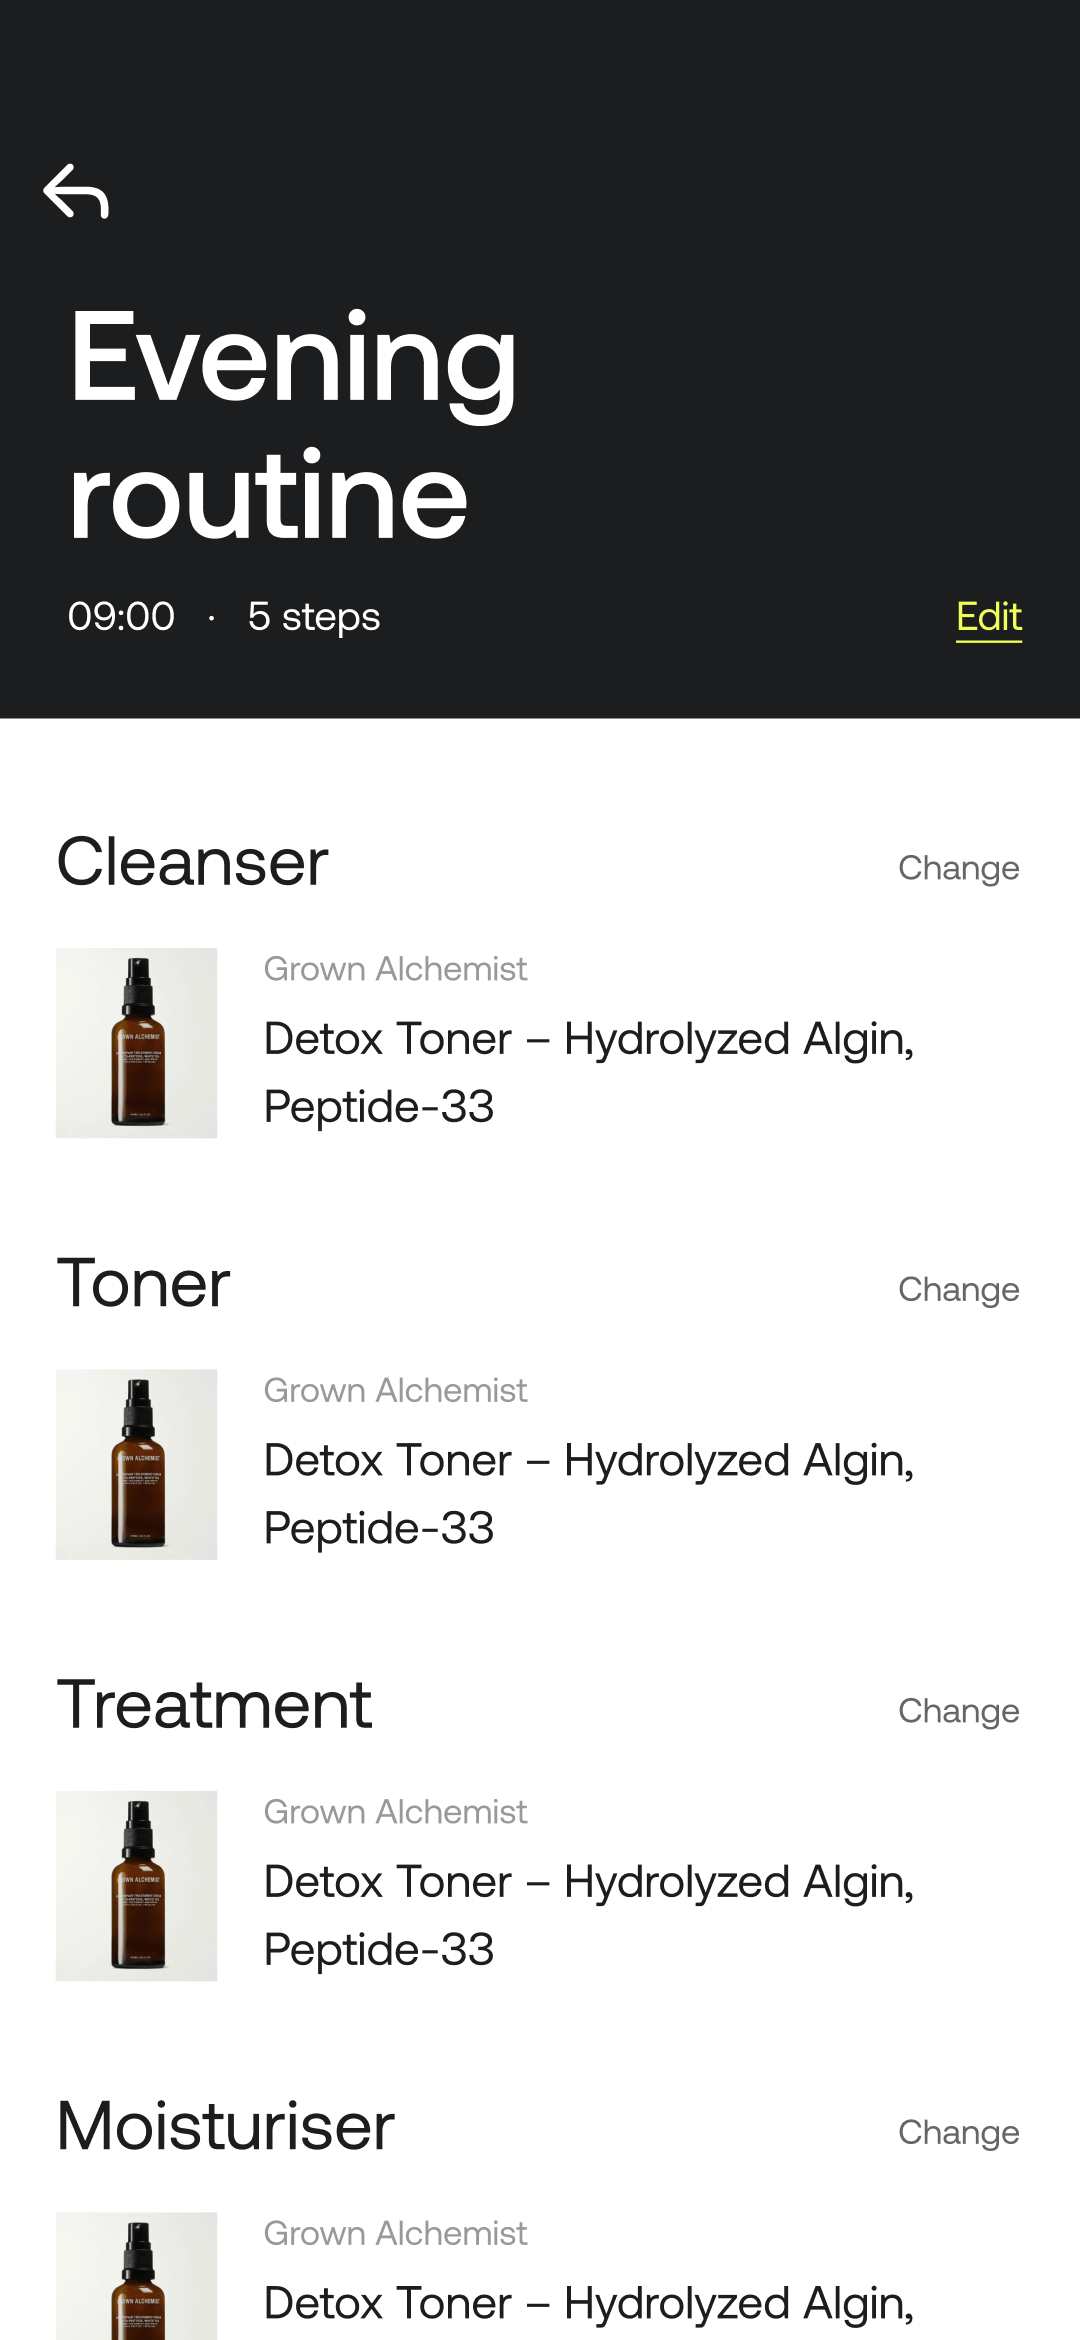 Evening
routine
09:00 · 5 steps
Edit
Cleanser
Change
Grown Alchemist
Detox Toner – Hydrolyzed Algin,
Peptide-33
Toner
Change
Grown Alchemist
Detox Toner – Hydrolyzed Algin,
Peptide-33
Treatment
Change
Grown Alchemist
Detox Toner – Hydrolyzed Algin,
Peptide-33
Moisturiser
Change
Grown Alchemist
Detox Toner – Hydrolyzed Algin,